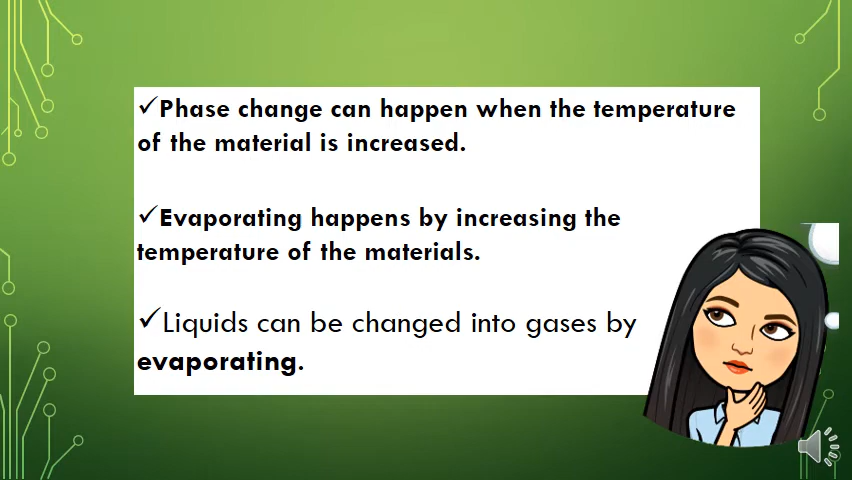 ✓Phase change can happen when the temperature
of the material is increased.
✓Evaporating happens by increasing the
temperature of the materials.
✓Liquids can be changed into gases by
evaporating.